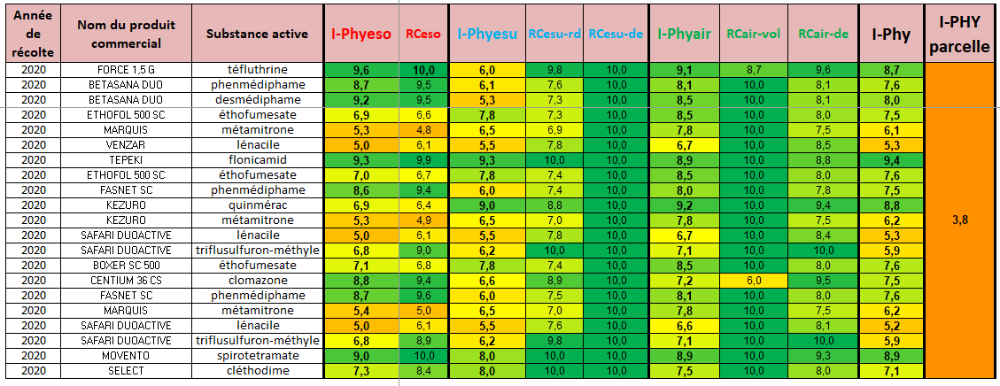 Année de récolte Nom du produit commercial Substance active I-Phyeso RCeso I-Phyesu RCesu-rd RCesu-de I-Phyair RCair-vol RCair-de I-Phy I-PHY parcelle
2020 FORCE 1,5 G téfluthrine 9,6 10,0 6,0 9,8 10,0 9,1 8,7 9,6 8,7
2020 BETASANA DUO phenmédiphame 8,7 9,5 6,1 7,6 10,0 8,1 10,0 8,1 7,6
2020 BETASANA DUO desmédiphame 9,2 9,5 5,3 7,3 10,0 8,5 10,0 8,1 8,0
2020 ETHOFOL 500 SC éthofumesate 6,9 6,6 7,8 7,3 10,0 8,5 10,0 8,0 7,5
2020 MARQUIS métamitrone 5,3 4,8 6,5 6,9 10,0 7,8 10,0 7,5 6,1
2020 VENZAR lénacile 5,0 6,1 5,5 7,8 10,0 6,7 10,0 8,5 5,3
2020 TEPEKI flonicamid 9,3 9,9 9,3 10,0 10,0 8,9 10,0 8,8 9,4
2020 ETHOFOL 500 SC éthofumesate 7,0 6,7 7,8 7,4 10,0 8,5 10,0 8,0 7,6
2020 FASNET SC phenmédiphame 8,6 9,4 6,0 7,4 10,0 8,0 10,0 7,8 7,5
2020 KEZURO quinmérac 6,9 6,4 9,0 8,8 10,0 9,2 10,0 9,4 8,8
2020 KEZURO métamitrone 5,3 4,9 6,5 7,0 10,0 7,8 10,0 7,5 6,2 3,8
2020 SAFARI DUOACTIVE lénacile 5,0 6,1 5,5 7,8 10,0 6,7 10,0 8,4 5,3
2020 SAFARI DUOACTIVE triflusulfuron-méthyle 6,8 9,0 6,2 10,0 10,0 7,1 10,0 10,0 5,9
2020 BOXER SC 500 éthofumesate 7,1 6,8 7,8 7,4 10,0 8,5 10,0 8,0 7,6
2020 CENTIUM 36 CS clomazone 8,8 9,4 6,6 8,9 10,0 7,2 6,0 9,5 7,5
2020 FASNET SC phenmédiphame 8,7 9,6 6,0 7,5 10,0 8,1 10,0 8,0 7,6
2020 MARQUIS métamitrone 5,4 5,0 6,5 7,0 10,0 7,8 10,0 7,5 6,2
2020 SAFARI DUOACTIVE lénacile 5,0 6,1 5,5 7,6 10,0 6,6 10,0 8,1 5,2
2020 SAFARI DUOACTIVE triflusulfuron-méthyle 6,8 8,9 6,2 9,8 10,0 7,1 10,0 10,0 5,9
2020 MOVENTO spirotetramate 9,0 10,0 8,0 10,0 10,0 8,9 10,0 9,3 8,9
2020 SELECT cléthodime 7,3 8,4 8,0 10,0 10,0 7,5 10,0 8,0 7,1